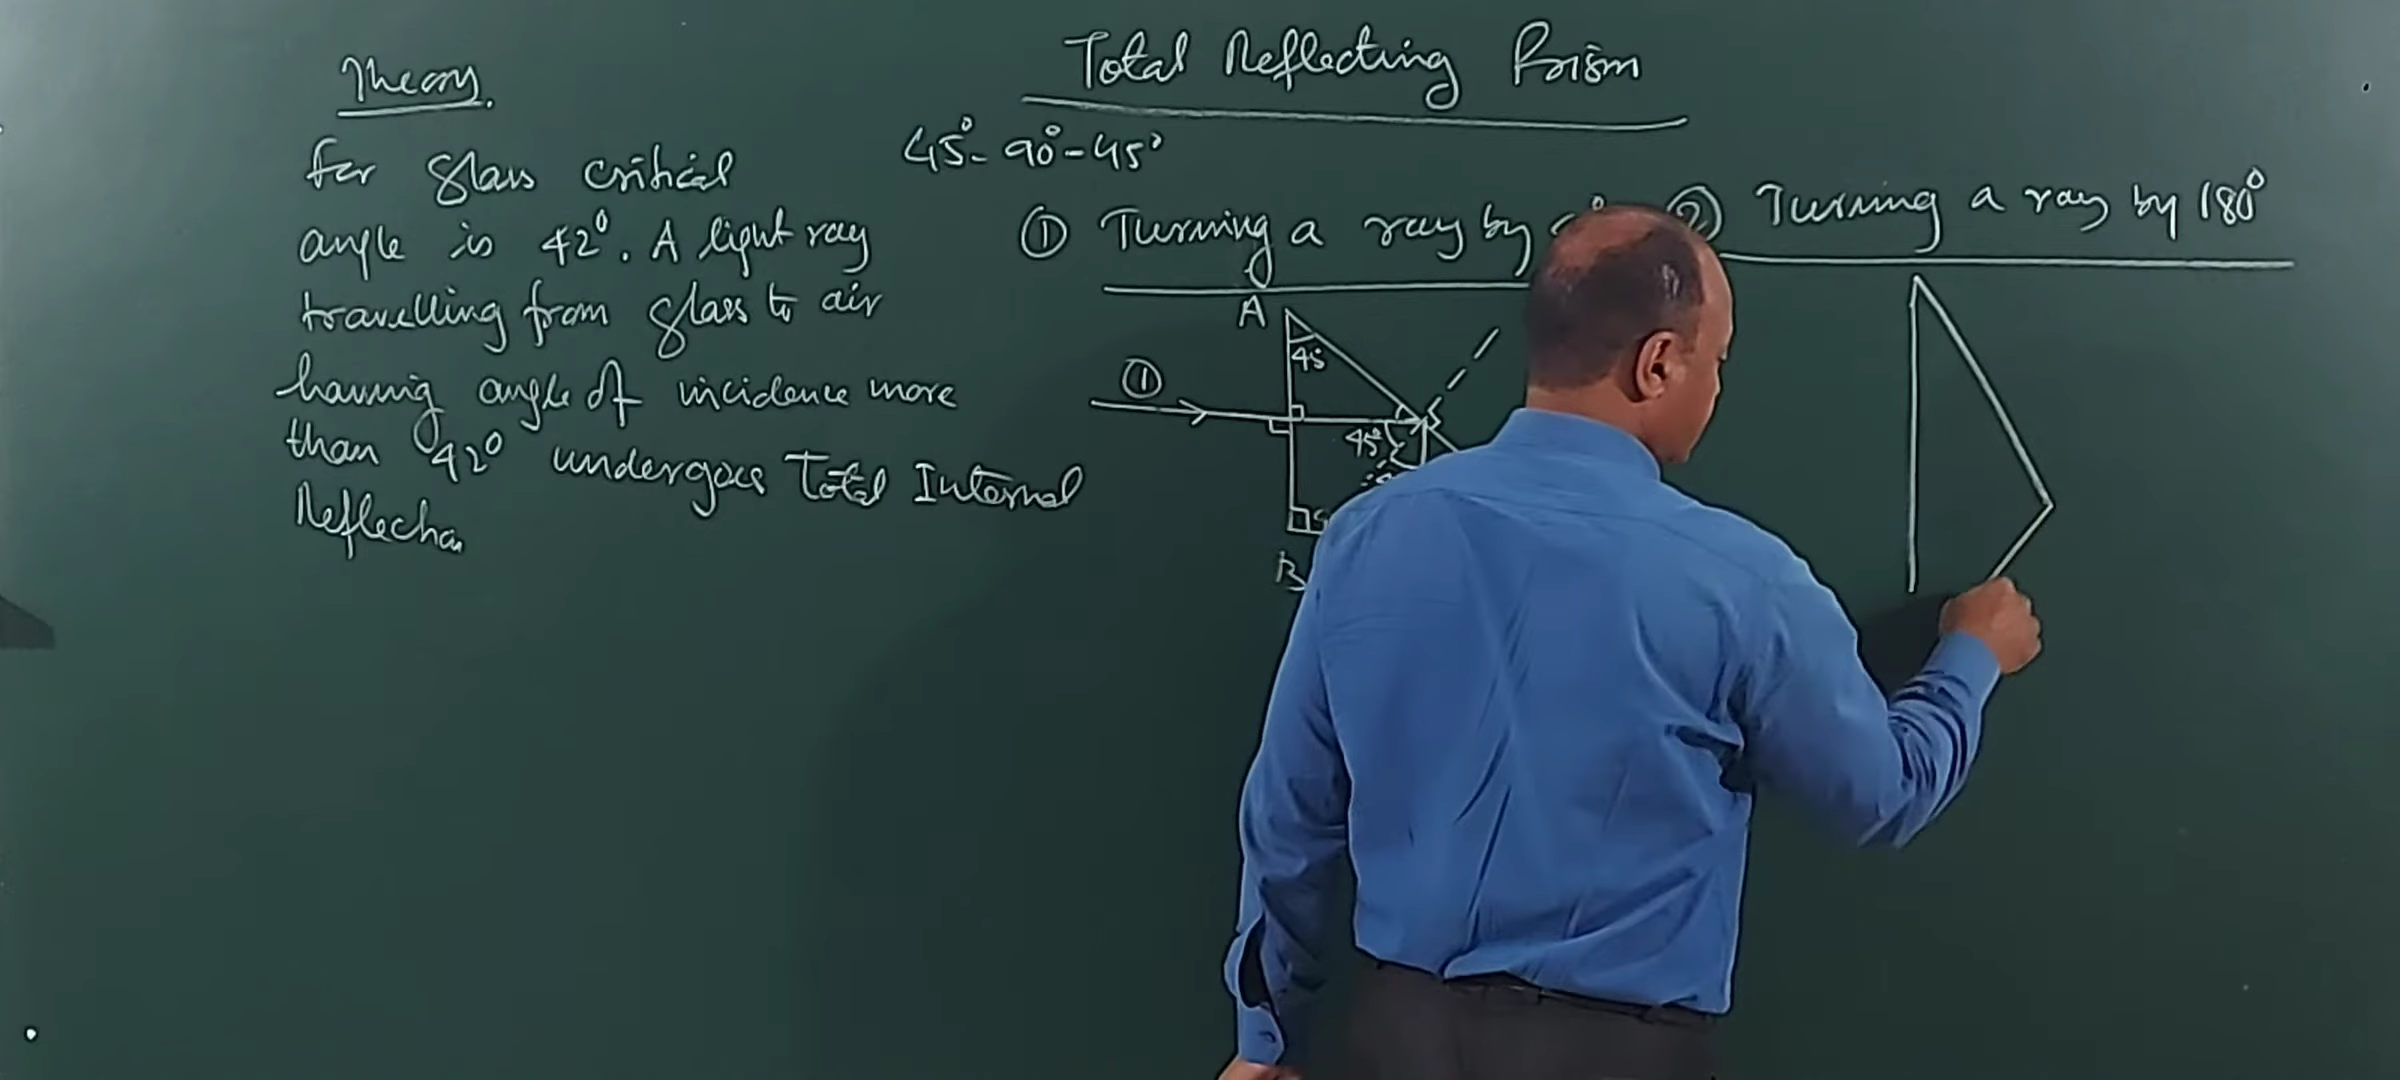 Total Reflecting Prism
Theory.
For glass critical
angle is 42°. A light ray
travelling from glass to air
having angle of incidence more
than 42° undergoes Total Internal
Reflection
45° - 90° - 45°
① Turning a ray by
② Turning a ray by 180°
A
45
①
45°
B